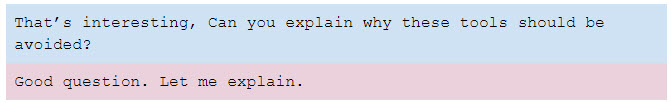 That’s interesting, Can you explain why these tools should be
avoided?
Good question. Let me explain.